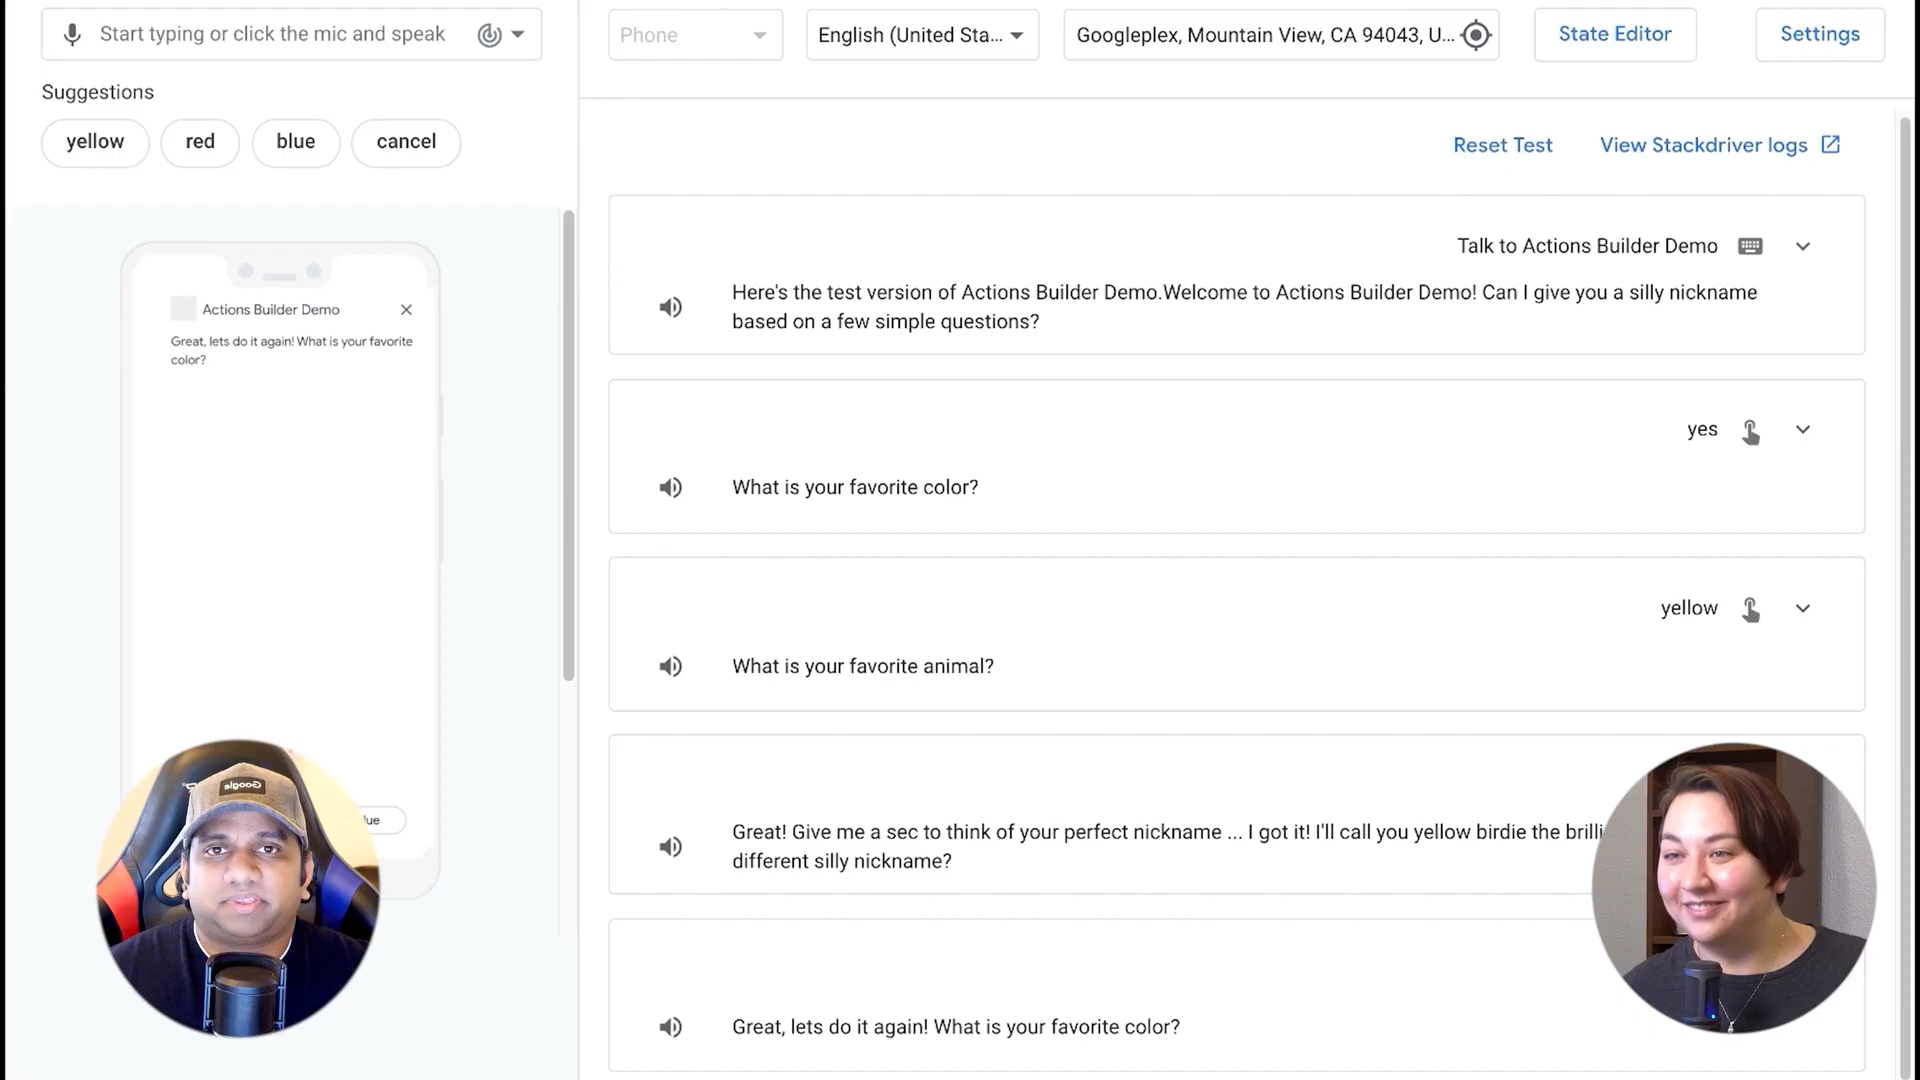 Start typing or click the mic and speak
Phone
English (United Sta...
Googleplex, Mountain View, CA 94043, U...
State Editor
Settings
Suggestions
yellow
red
blue
cancel
Reset Test
View Stackdriver logs
Actions Builder Demo
Great, lets do it again! What is your favorite
color?
lue
Google
Talk to Actions Builder Demo
Here's the test version of Actions Builder Demo.Welcome to Actions Builder Demo! Can I give you a silly nickname
based on a few simple questions?
yes
What is your favorite color?
yellow
What is your favorite animal?
Great! Give me a sec to think of your perfect nickname ... I got it! I'll call you yellow birdie the brilli
different silly nickname?
Great, lets do it again! What is your favorite color?